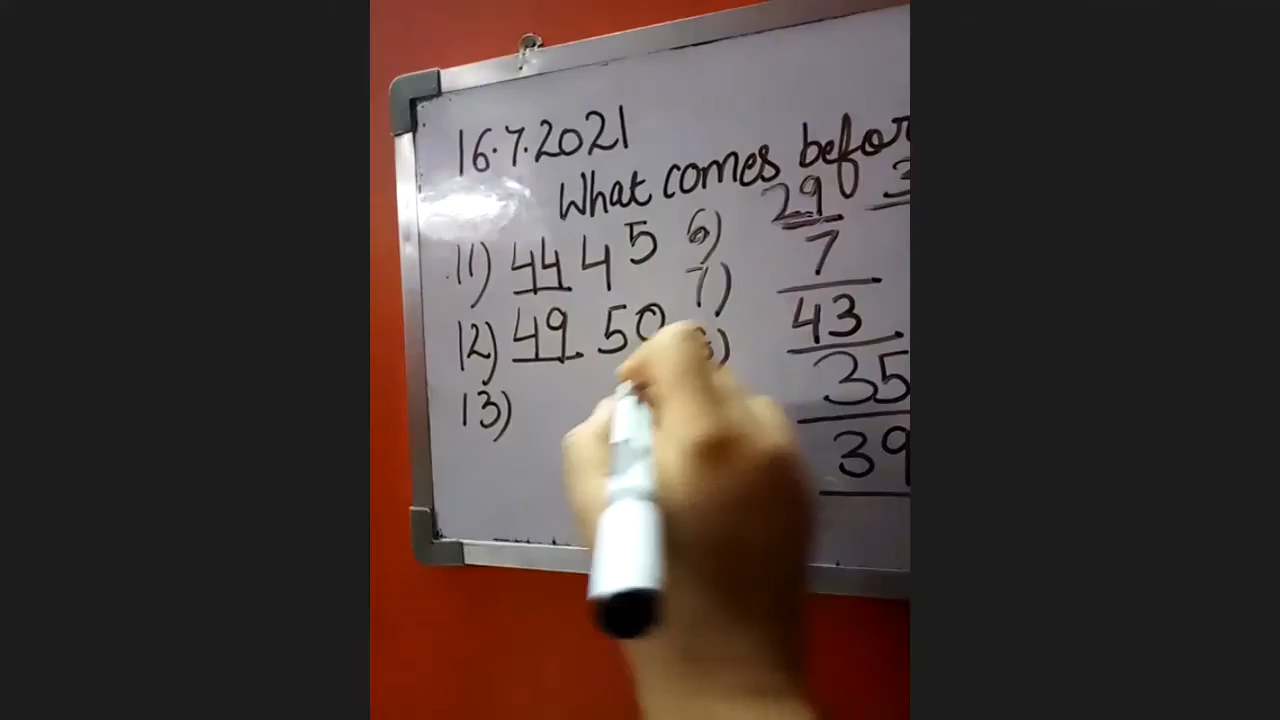 16.7.2021
What comes befor
11) 44 45
12) 49 50
13)
6) 29 3
7) 7
43
35
39